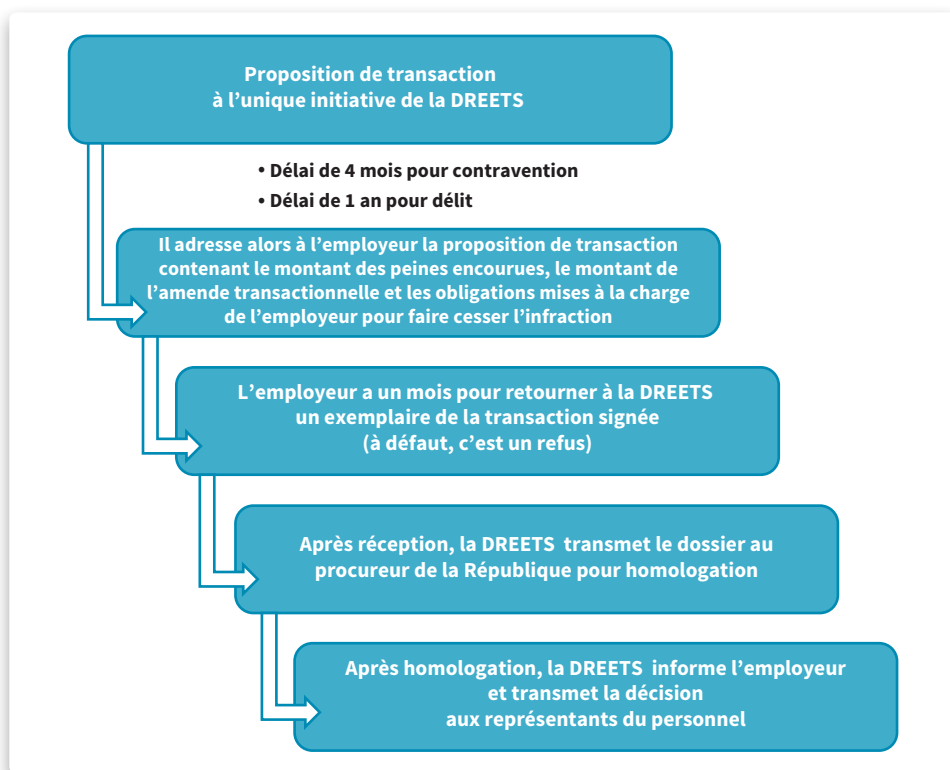 Proposition de transaction
à l’unique initiative de la DREETS
• Délai de 4 mois pour contravention
• Délai de 1 an pour délit
Il adresse alors à l’employeur la proposition de transaction
contenant le montant des peines encourues, le montant de
l’amende transactionnelle et les obligations mises à la charge
de l’employeur pour faire cesser l’infraction
L’employeur a un mois pour retourner à la DREETS
un exemplaire de la transaction signée
(à défaut, c’est un refus)
Après réception, la DREETS transmet le dossier au
procureur de la République pour homologation
Après homologation, la DREETS informe l’employeur
et transmet la décision
aux représentants du personnel